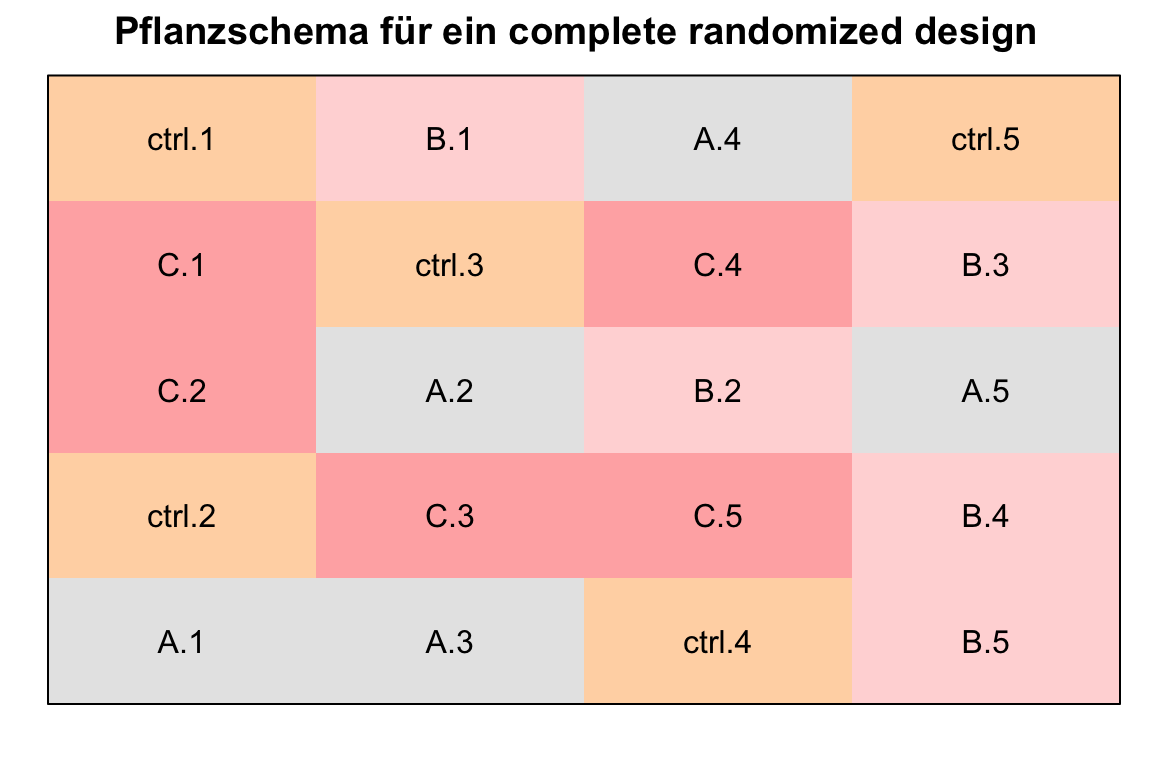 Pflanzschema für ein complete randomized design
ctrl.1 B.1 A.4 ctrl.5
C.1 ctrl.3 C.4 B.3
C.2 A.2 B.2 A.5
ctrl.2 C.3 C.5 B.4
A.1 A.3 ctrl.4 B.5